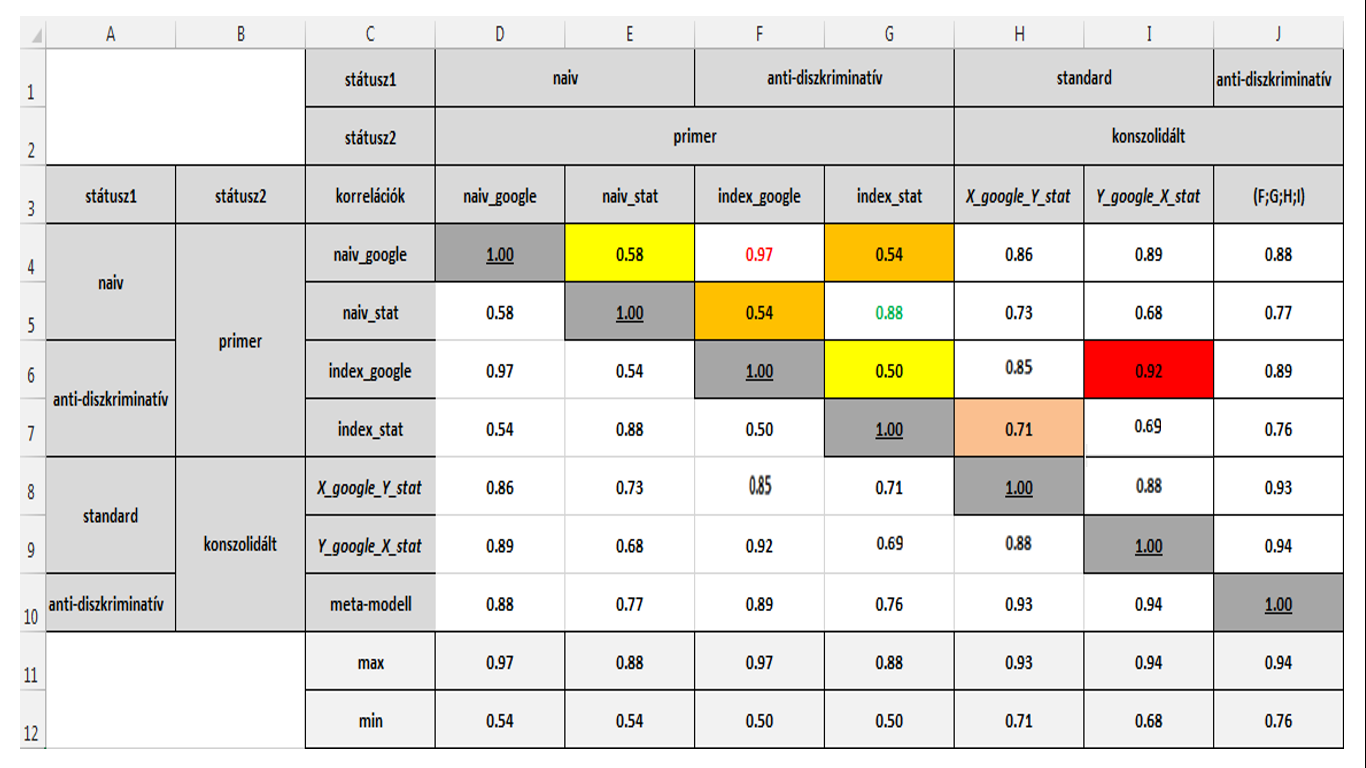 A B C D E F G H I J
1 státusz1 naiv anti-diszkriminatív standard anti-diszkriminatív
2 státusz2 primer konszolidált
3 státusz1 státusz2 korrelációk naiv_google naiv_stat index_google index_stat X_google_Y_stat Y_google_X_stat (F;G;H;I)
4 naiv primer naiv_google 1.00 0.58 0.97 0.54 0.86 0.89 0.88
5 naiv_stat 0.58 1.00 0.54 0.88 0.73 0.68 0.77
6 anti-diszkriminatív index_google 0.97 0.54 1.00 0.50 0.85 0.92 0.89
7 index_stat 0.54 0.88 0.50 1.00 0.71 0.69 0.76
8 standard konszolidált X_google_Y_stat 0.86 0.73 0.85 0.71 1.00 0.88 0.93
9 Y_google_X_stat 0.89 0.68 0.92 0.69 0.88 1.00 0.94
10 anti-diszkriminatív meta-modell 0.88 0.77 0.89 0.76 0.93 0.94 1.00
11 max 0.97 0.88 0.97 0.88 0.93 0.94 0.94
12 min 0.54 0.54 0.50 0.50 0.71 0.68 0.76